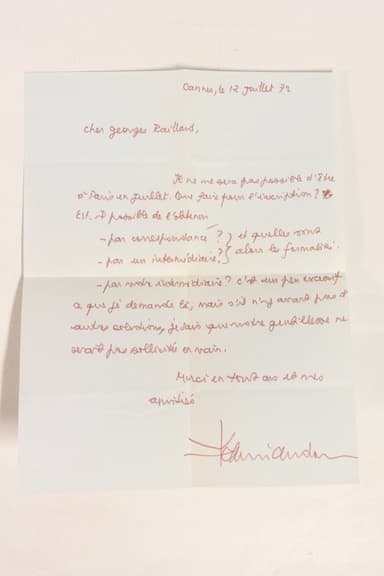 Cannes, le 12 juillet 72
Cher Georges Raillard,
Il ne me sera pas possible d'être
à Paris en juillet. Que faire pour l'inscription ?
Est-il possible de l'obtenir
- par correspondance ? } et quelles sont
- par un intermédiaire ? } alors les formalités.
- par votre intermédiaire ? c'est un peu excessif
ce que je demande là, mais s'il n'y avait pas d'
autre solution, je sais que votre gentillesse ne
serait pas sollicitée en vain.
Merci en tout cas et mes
amitiés